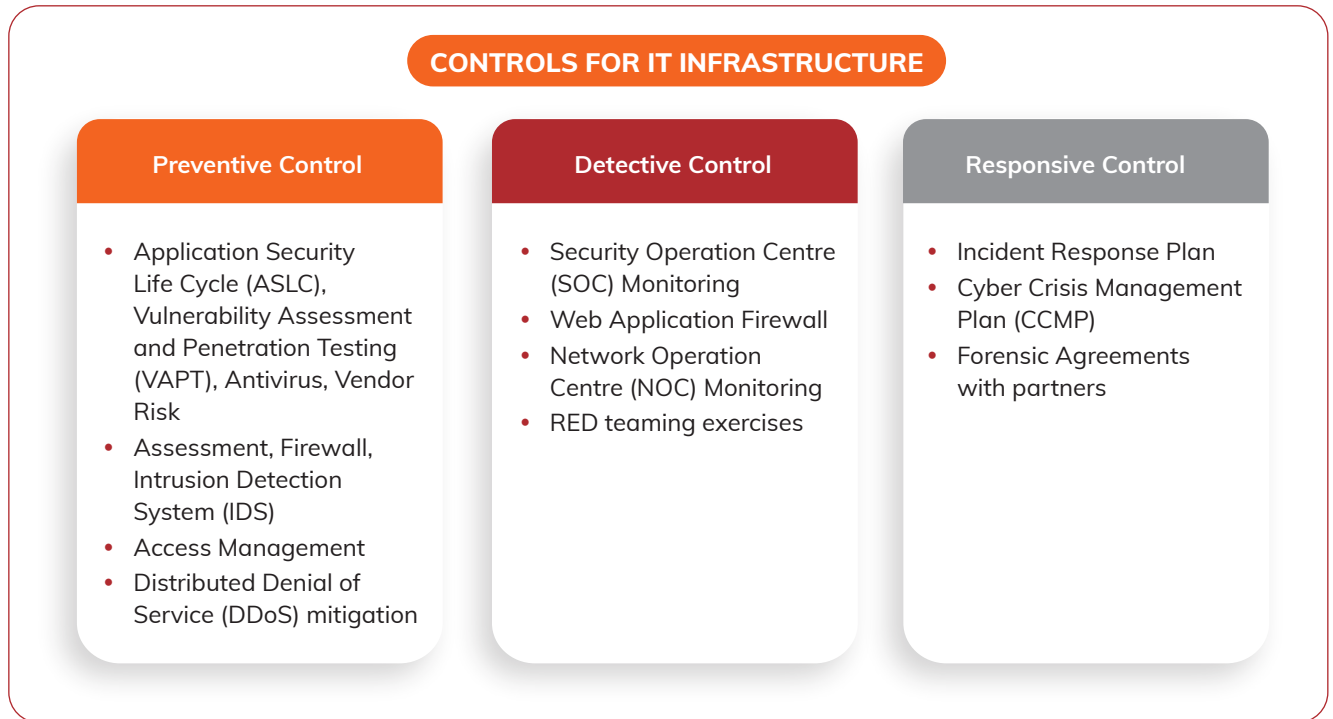 CONTROLS FOR IT INFRASTRUCTURE
Preventive Control
• Application Security
Life Cycle (ASLC),
Vulnerability Assessment
and Penetration Testing
(VAPT), Antivirus, Vendor
Risk
• Assessment, Firewall,
Intrusion Detection
System (IDS)
• Access Management
• Distributed Denial of
Service (DDoS) mitigation
Detective Control
• Security Operation Centre
(SOC) Monitoring
• Web Application Firewall
• Network Operation
Centre (NOC) Monitoring
• RED teaming exercises
Responsive Control
• Incident Response Plan
• Cyber Crisis Management
Plan (CCMP)
• Forensic Agreements
with partners